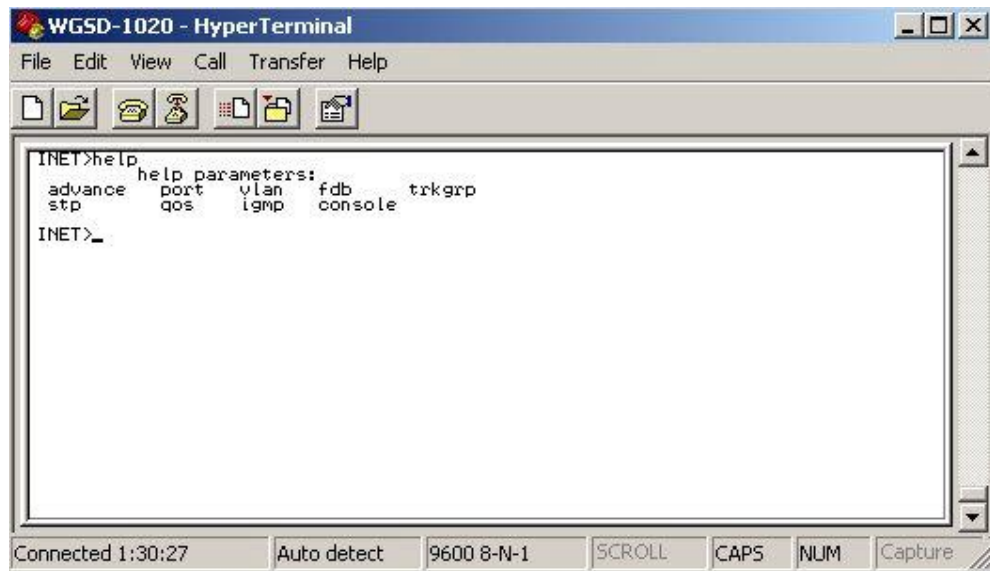 WGSD-1020 - HyperTerminal
File Edit View Call Transfer Help
INET>help
help parameters:
advance port vlan fdb trkgrp
stp qos igmp console
INET>_
Connected 1:30:27 Auto detect 9600 8-N-1 SCROLL CAPS NUM Capture